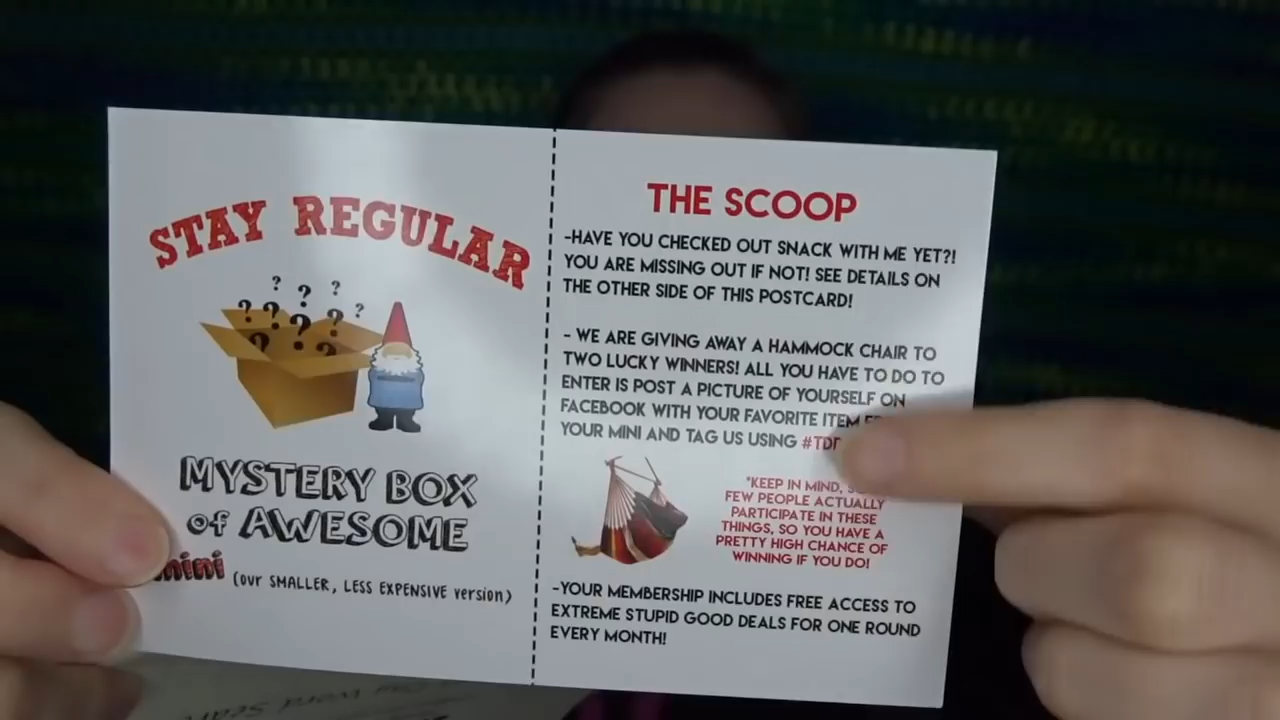 STAY REGULAR
? ? ? ? ? ? ? ? ? ?
MYSTERY BOX
of AWESOME
mini (our SMALLER, LESS EXPENSIVE version)
THE SCOOP
-HAVE YOU CHECKED OUT SNACK WITH ME YET?!
YOU ARE MISSING OUT IF NOT! SEE DETAILS ON
THE OTHER SIDE OF THIS POSTCARD!
- WE ARE GIVING AWAY A HAMMOCK CHAIR TO
TWO LUCKY WINNERS! ALL YOU HAVE TO DO TO
ENTER IS POST A PICTURE OF YOURSELF ON
FACEBOOK WITH YOUR FAVORITE ITEM
YOUR MINI AND TAG US USING
*KEEP IN MIND,
FEW PEOPLE ACTUALLY
PARTICIPATE IN THESE
THINGS, SO YOU HAVE A
PRETTY HIGH CHANCE OF
WINNING IF YOU DO!
-YOUR MEMBERSHIP INCLUDES FREE ACCESS TO
EXTREME STUPID GOOD DEALS FOR ONE ROUND
EVERY MONTH!